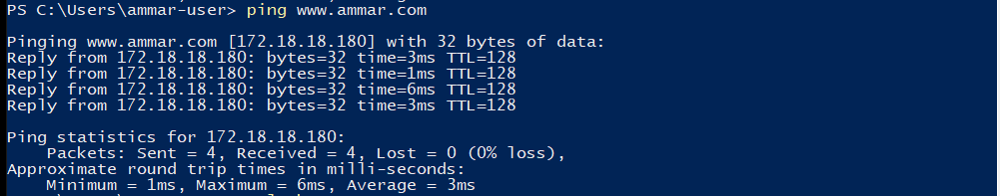 PS C:\Users\ammar-user> ping www.ammar.com
Pinging www.ammar.com [172.18.18.180] with 32 bytes of data:
Reply from 172.18.18.180: bytes=32 time=3ms TTL=128
Reply from 172.18.18.180: bytes=32 time=1ms TTL=128
Reply from 172.18.18.180: bytes=32 time=6ms TTL=128
Reply from 172.18.18.180: bytes=32 time=3ms TTL=128
Ping statistics for 172.18.18.180:
    Packets: Sent = 4, Received = 4, Lost = 0 (0% loss),
Approximate round trip times in milli-seconds:
    Minimum = 1ms, Maximum = 6ms, Average = 3ms